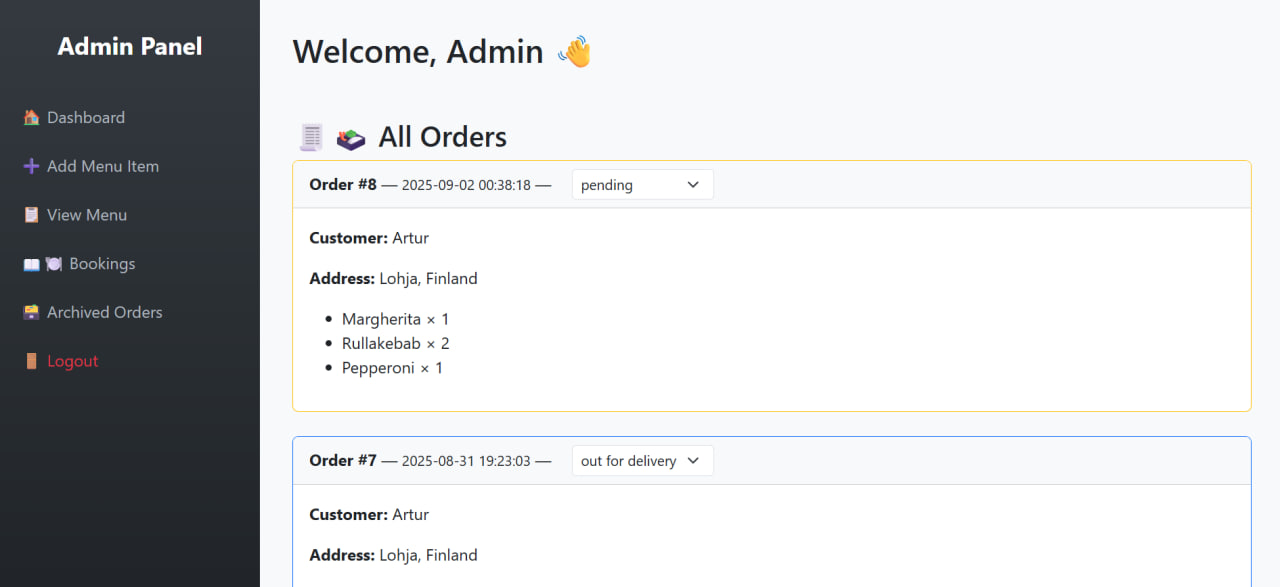 Admin Panel
Dashboard
Add Menu Item
View Menu
Bookings
Archived Orders
Logout
Welcome, Admin 👋
All Orders
Order #8 — 2025-09-02 00:38:18 — pending
Customer: Artur
Address: Lohja, Finland
• Margherita × 1
• Rullakebab × 2
• Pepperoni × 1
Order #7 — 2025-08-31 19:23:03 — out for delivery
Customer: Artur
Address: Lohja, Finland